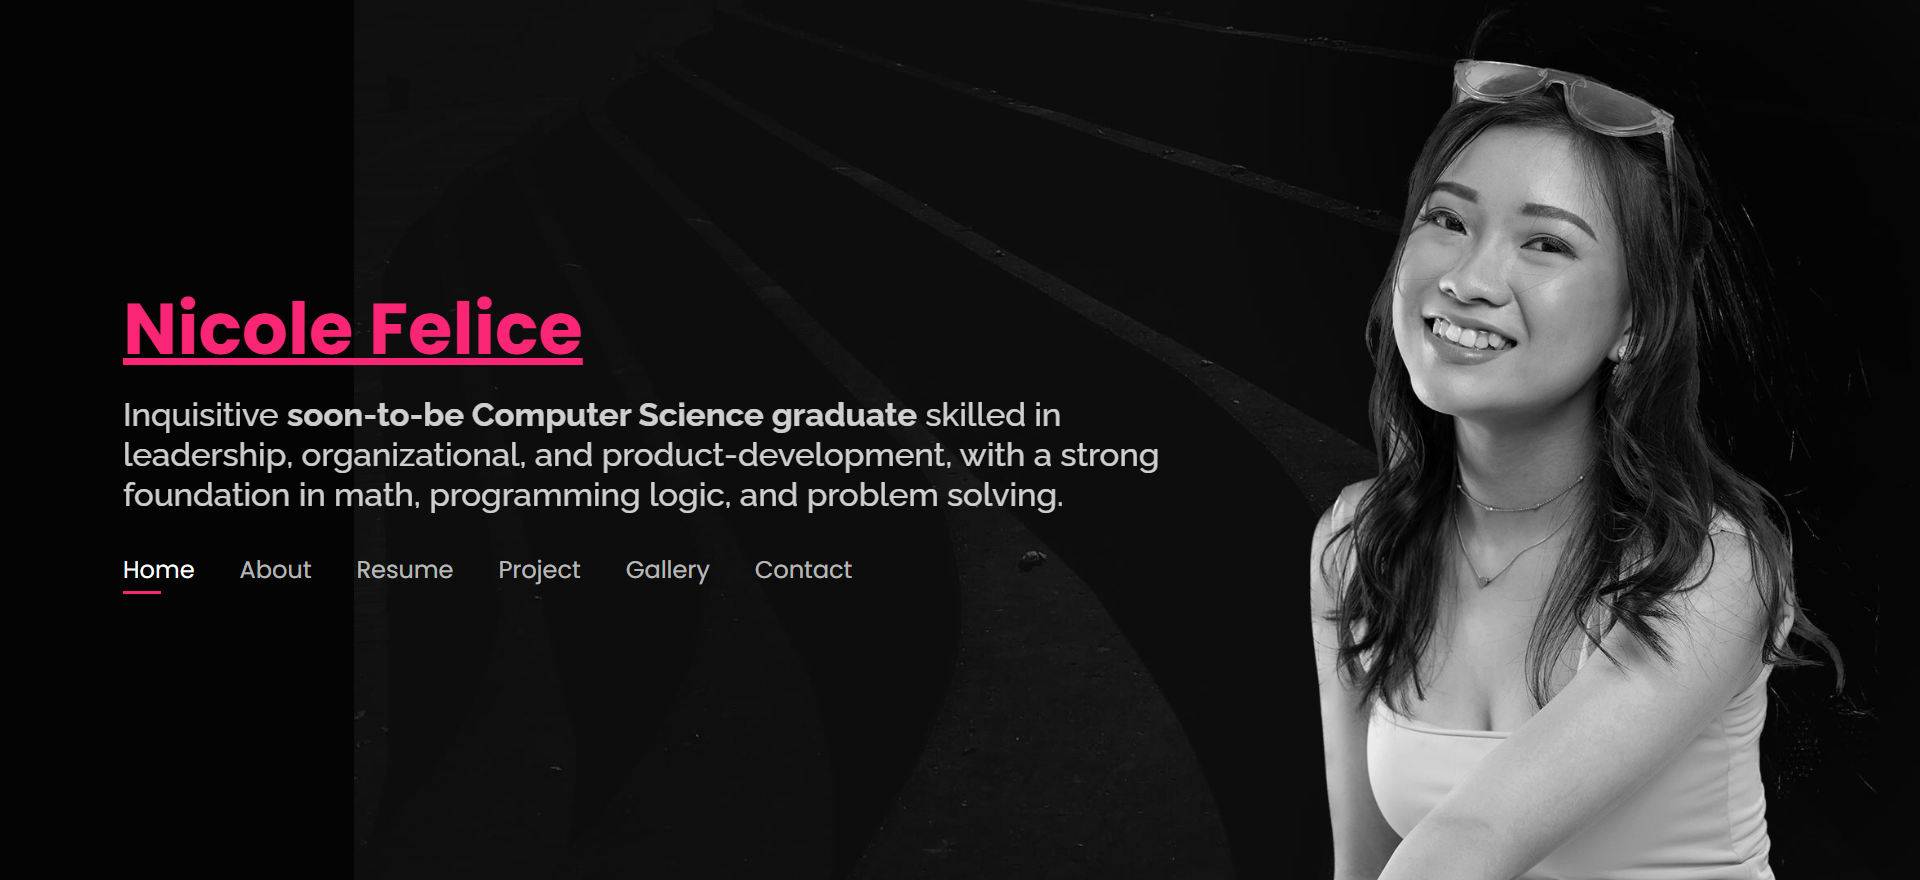 Nicole Felice
Inquisitive soon-to-be Computer Science graduate skilled in
leadership, organizational, and product-development, with a strong
foundation in math, programming logic, and problem solving.
Home About Resume Project Gallery Contact